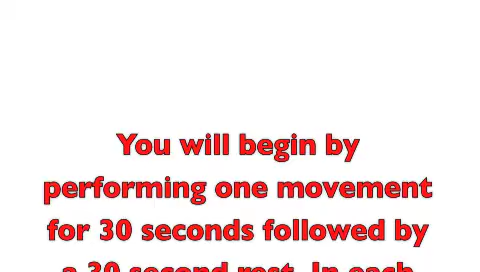 You will begin by
performing one movement
for 30 seconds followed by
a 30 second rest. In each